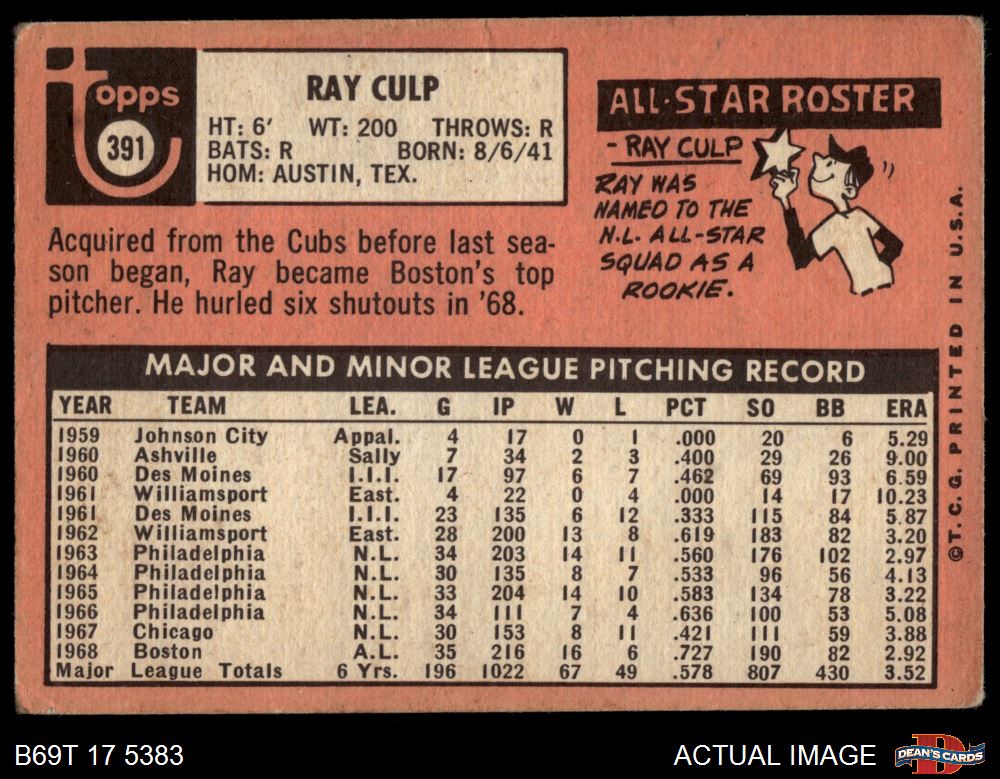 Topps
391
RAY CULP
HT: 6' WT: 200 THROWS: R
BATS: R BORN: 8/6/41
HOM: AUSTIN, TEX.
Acquired from the Cubs before last sea-
son began, Ray became Boston's top
pitcher. He hurled six shutouts in '68.
ALL-STAR ROSTER
- RAY CULP
RAY WAS
NAMED TO THE
N.L. ALL-STAR
SQUAD AS A
ROOKIE.
©T.C.G. PRINTED IN U.S.A.
MAJOR AND MINOR LEAGUE PITCHING RECORD
YEAR TEAM LEA. G IP W L PCT SO BB ERA
1959 Johnson City Appal. 4 17 0 1 .000 20 6 5.29
1960 Ashville Sally 7 34 2 3 .400 29 26 9.00
1960 Des Moines I.I.I. 17 97 6 7 .462 69 93 6.59
1961 Williamsport East. 4 22 0 4 .000 14 17 10.23
1961 Des Moines I.I.I. 23 135 6 12 .333 115 84 5.87
1962 Williamsport East. 28 200 13 8 .619 183 82 3.20
1963 Philadelphia N.L. 34 203 14 11 .560 176 102 2.97
1964 Philadelphia N.L. 30 135 8 7 .533 96 56 4.13
1965 Philadelphia N.L. 33 204 14 10 .583 134 78 3.22
1966 Philadelphia N.L. 34 111 7 4 .636 100 53 5.08
1967 Chicago N.L. 30 153 8 11 .421 111 59 3.88
1968 Boston A.L. 35 216 16 6 .727 190 82 2.92
Major League Totals 6 Yrs. 196 1022 67 49 .578 807 430 3.52
B69T 17 5383
ACTUAL IMAGE
D
DEAN'S CARDS